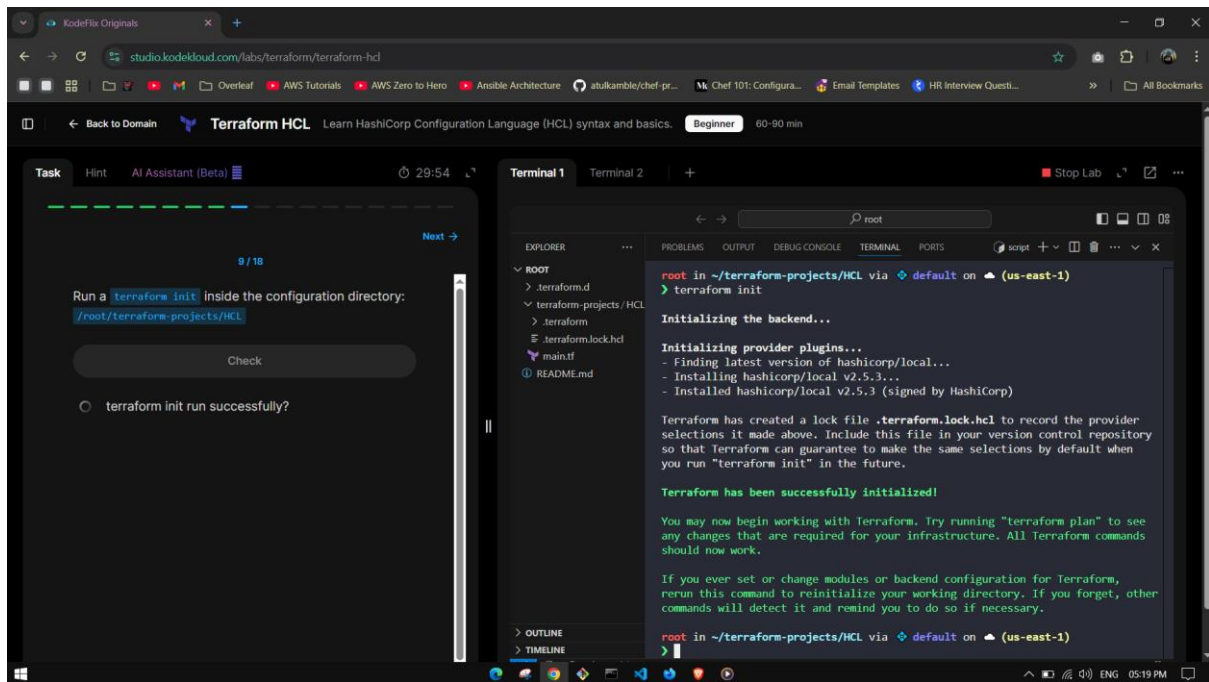 KodeFlix Originals
studio.kodekloud.com/labs/terraform/terraform-hcl
Overleaf AWS Tutorials AWS Zero to Hero Ansible Architecture atulkamble/chef-pr... Chef 101: Configura... Email Templates HR Interview Questi... » All Bookmarks
← Back to Domain Terraform HCL Learn HashiCorp Configuration Language (HCL) syntax and basics. Beginner 60-90 min
Task Hint AI Assistant (Beta) 29:54
Next →
9 / 18
Run a terraform init inside the configuration directory:
/root/terraform-projects/HCL
Check
terraform init run successfully?
Terminal 1 Terminal 2 + Stop Lab ...
root
EXPLORER ...
ROOT
> .terraform.d
terraform-projects / HCL
> .terraform
.terraform.lock.hcl
main.tf
README.md
> OUTLINE
> TIMELINE
PROBLEMS OUTPUT DEBUG CONSOLE TERMINAL PORTS script
root in ~/terraform-projects/HCL via default on (us-east-1)
❯ terraform init
Initializing the backend...
Initializing provider plugins...
- Finding latest version of hashicorp/local...
- Installing hashicorp/local v2.5.3...
- Installed hashicorp/local v2.5.3 (signed by HashiCorp)
Terraform has created a lock file .terraform.lock.hcl to record the provider
selections it made above. Include this file in your version control repository
so that Terraform can guarantee to make the same selections by default when
you run "terraform init" in the future.
Terraform has been successfully initialized!
You may now begin working with Terraform. Try running "terraform plan" to see
any changes that are required for your infrastructure. All Terraform commands
should now work.
If you ever set or change modules or backend configuration for Terraform,
rerun this command to reinitialize your working directory. If you forget, other
commands will detect it and remind you to do so if necessary.
root in ~/terraform-projects/HCL via default on (us-east-1)
❯
ENG 05:19 PM